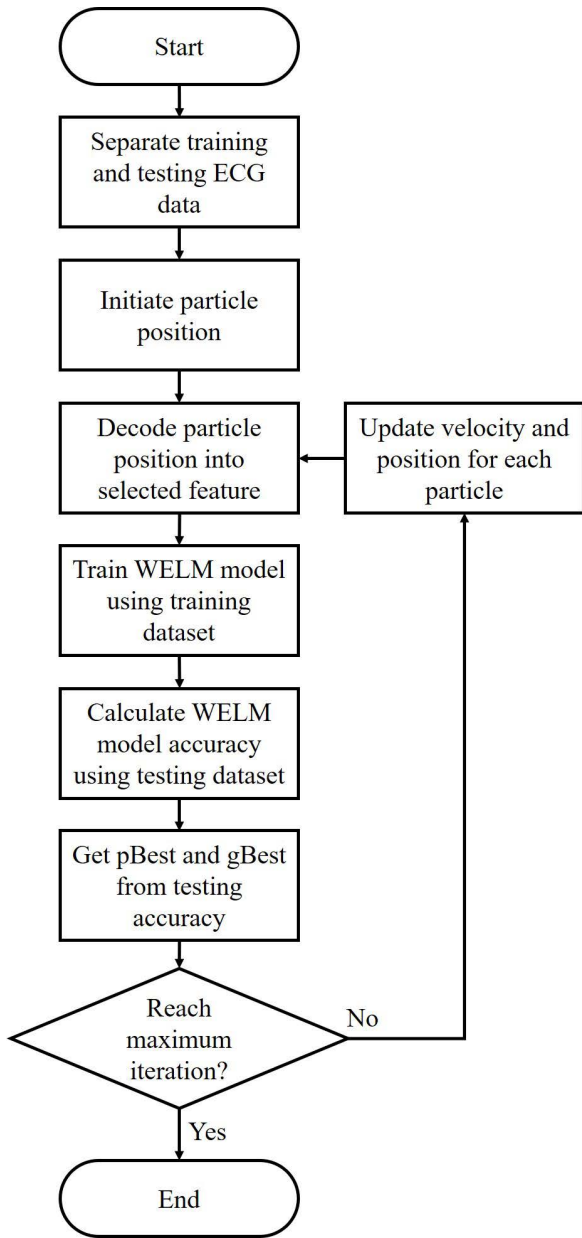 Start
Separate training
and testing ECG
data
Initiate particle
position
Decode particle
position into
selected feature
Update velocity and
position for each
particle
Train WELM model
using training
dataset
Calculate WELM
model accuracy
using testing dataset
Get pBest and gBest
from testing
accuracy
Reach
maximum
iteration?
No
Yes
End